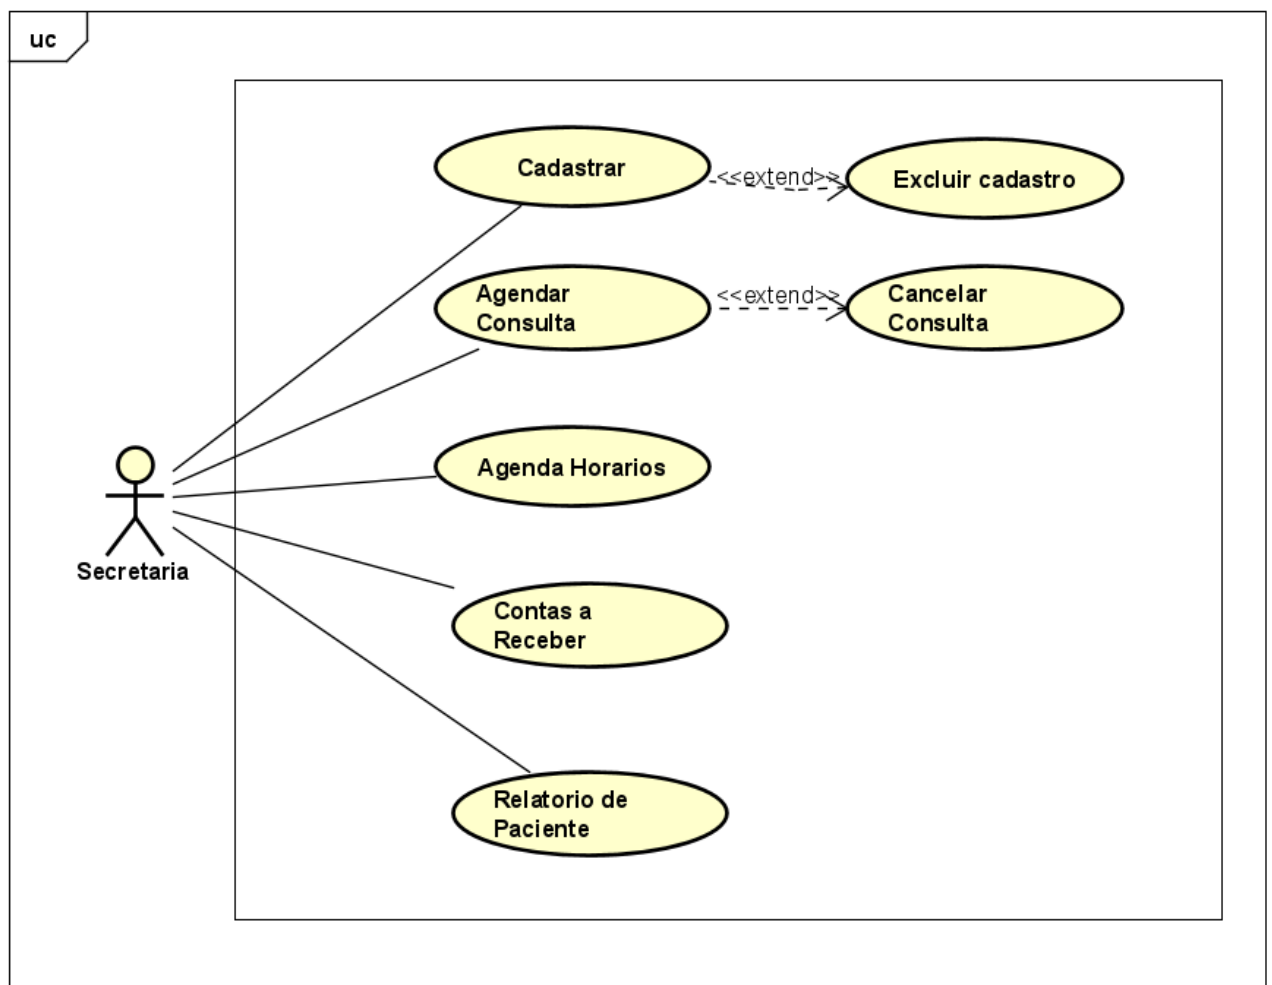 uc
Cadastrar
<<extend>>
Excluir cadastro
Agendar
Consulta
<<extend>>
Cancelar
Consulta
Agenda Horarios
Secretaria
Contas a
Receber
Relatorio de
Paciente